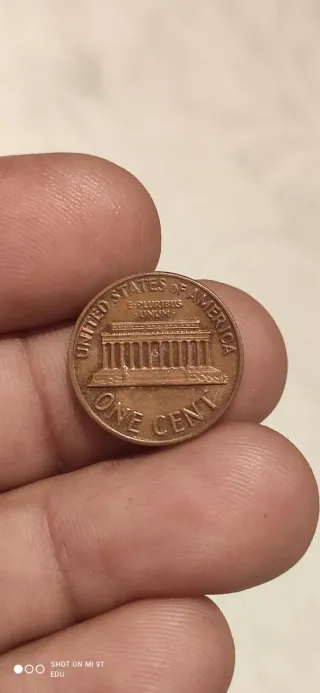 UNITED STATES OF AMERICA
E·PLURIBUS
·UNUM·
ONE CENT
SHOT ON MI 9T
EDU